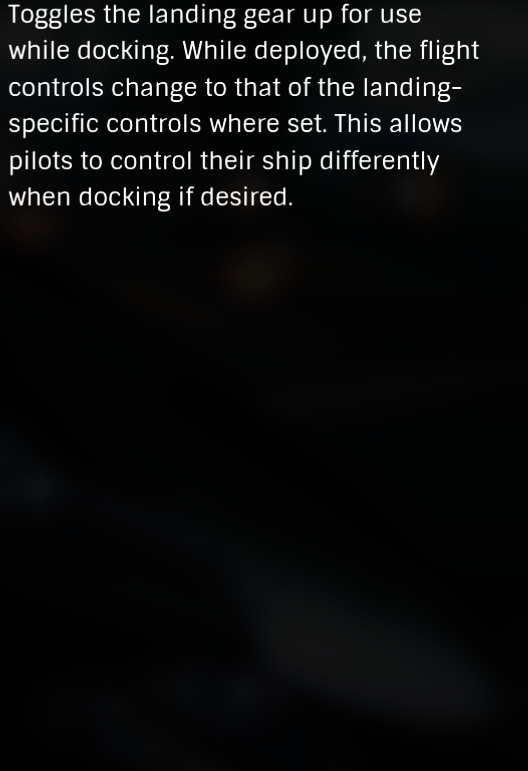 Toggles the landing gear up for use
while docking. While deployed, the flight
controls change to that of the landing-
specific controls where set. This allows
pilots to control their ship differently
when docking if desired.